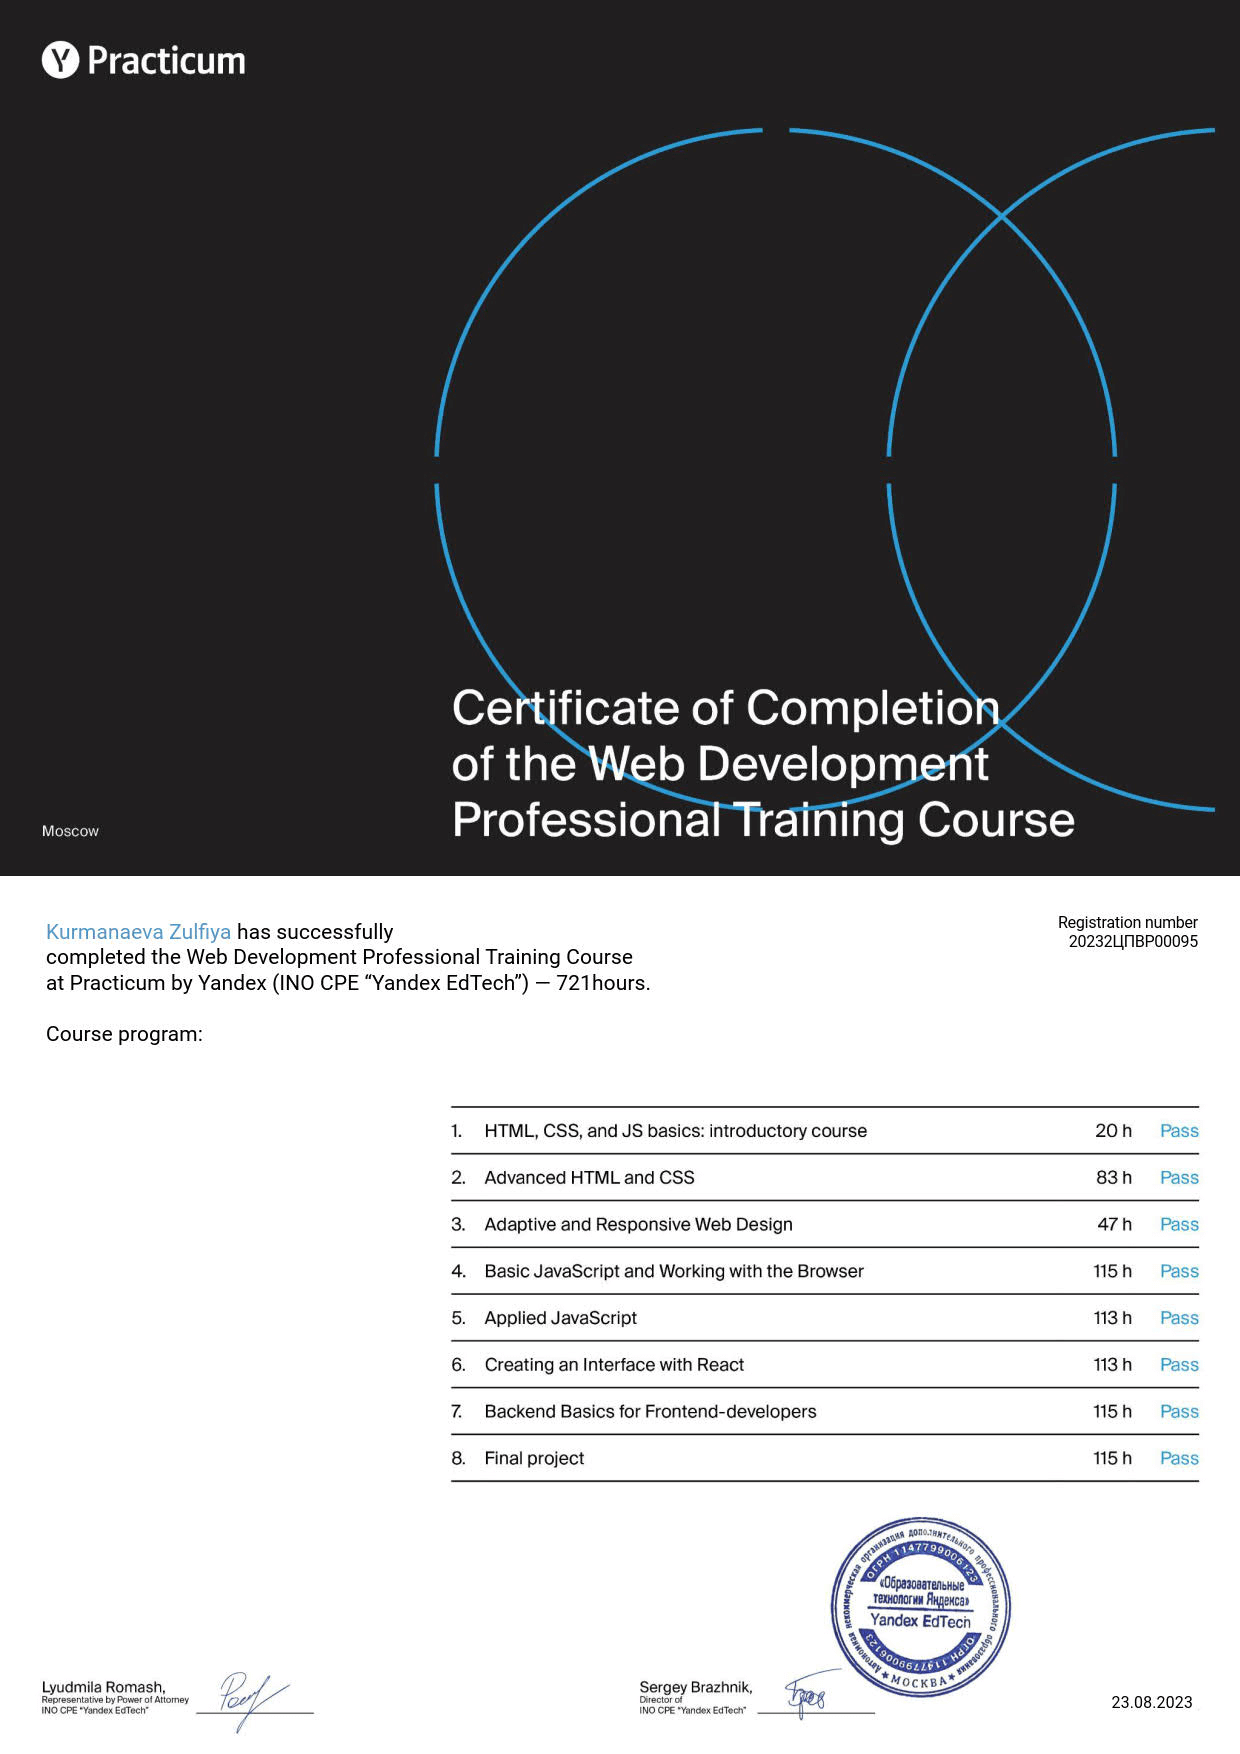 Practicum
Certificate of Completion
of the Web Development
Professional Training Course
Moscow
Kurmanaeva Zulfiya has successfully
completed the Web Development Professional Training Course
at Practicum by Yandex (INO CPE “Yandex EdTech”) — 721hours.
Registration number
20232ЦПВР00095
Course program:
1. HTML, CSS, and JS basics: introductory course 20 h Pass
2. Advanced HTML and CSS 83 h Pass
3. Adaptive and Responsive Web Design 47 h Pass
4. Basic JavaScript and Working with the Browser 115 h Pass
5. Applied JavaScript 113 h Pass
6. Creating an Interface with React 113 h Pass
7. Backend Basics for Frontend-developers 115 h Pass
8. Final project 115 h Pass
Автономная некоммерческая организация дополнительного профессионального образования
ОГРН 1147799006123
«Образовательные
технологии Яндекса»
Yandex EdTech
ОГРН 1147799006123
МОСКВА
Lyudmila Romash,
Representative by Power of Attorney
INO CPE “Yandex EdTech”
Sergey Brazhnik,
Director of
INO CPE “Yandex EdTech”
23.08.2023